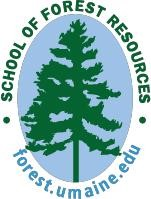 • SCHOOL OF FOREST RESOURCES •
forest.umaine.edu